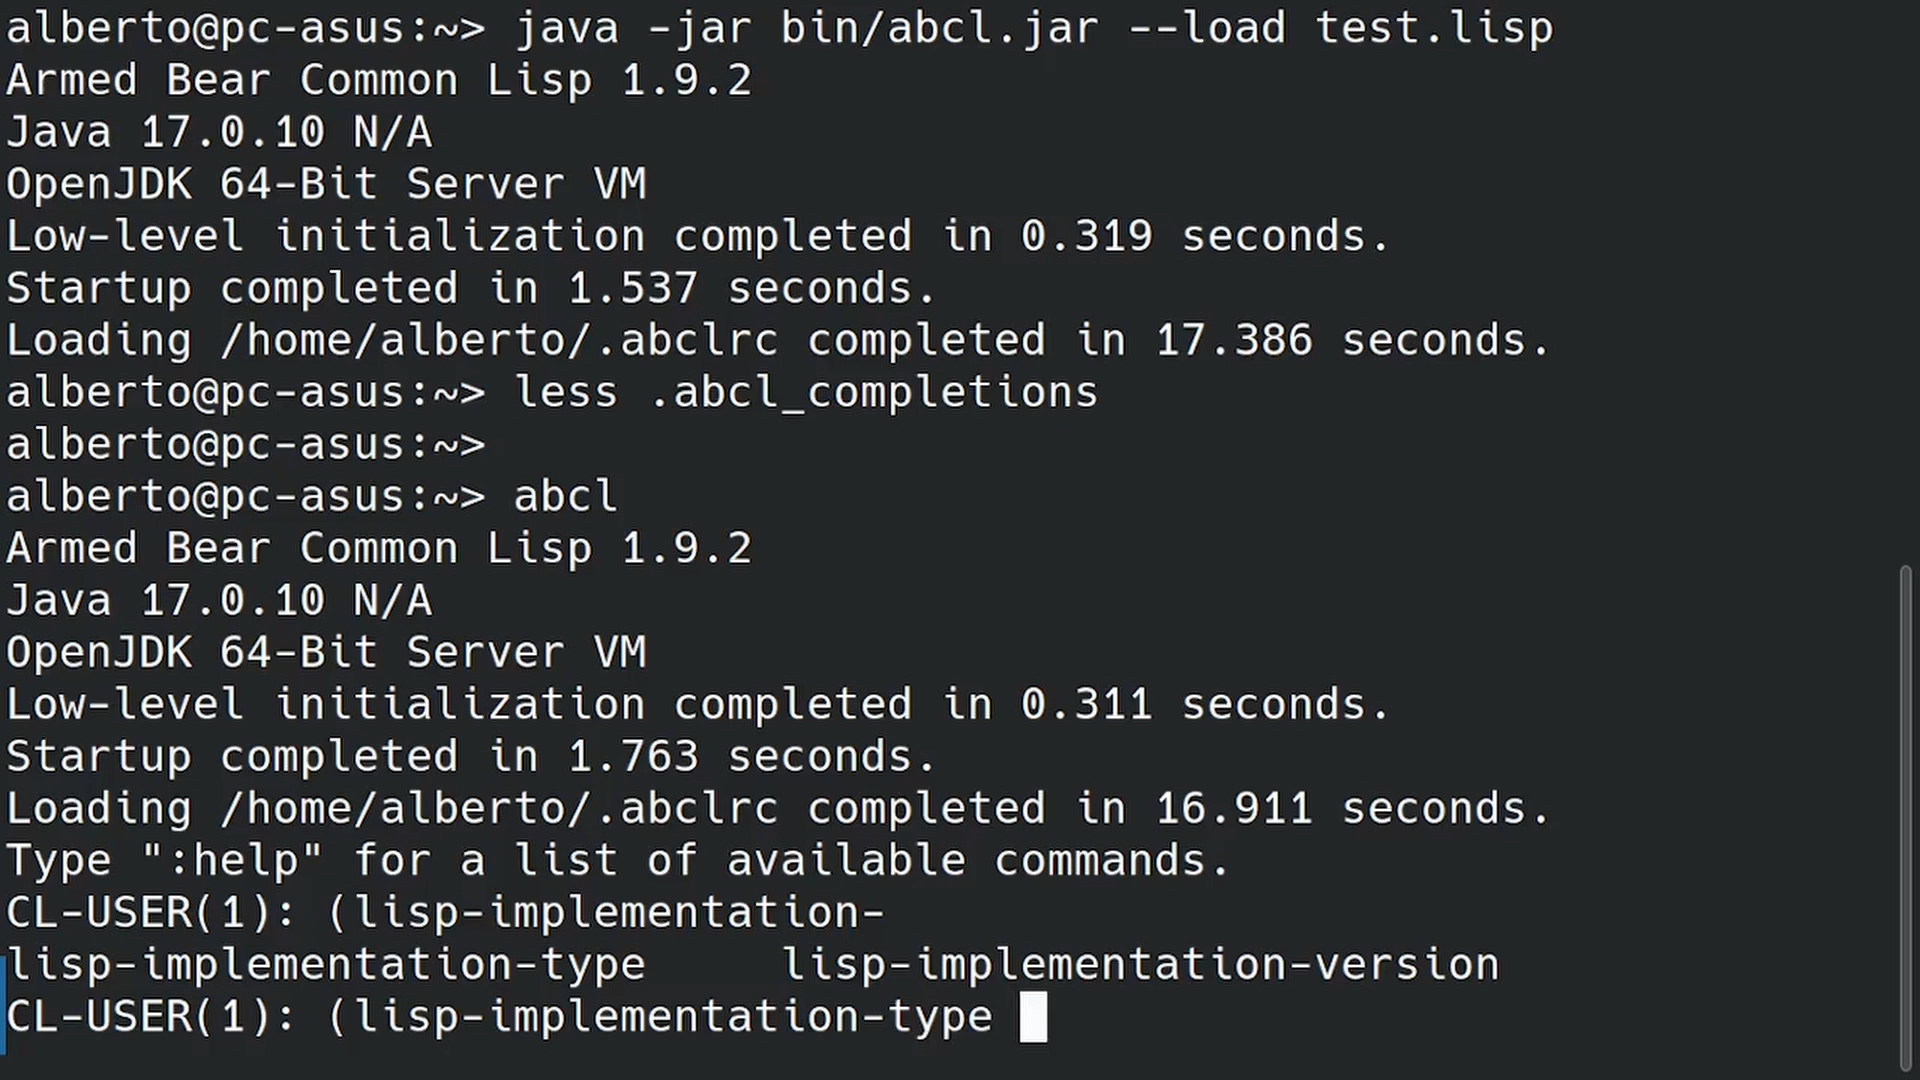 alberto@pc-asus:~> java -jar bin/abcl.jar --load test.lisp
Armed Bear Common Lisp 1.9.2
Java 17.0.10 N/A
OpenJDK 64-Bit Server VM
Low-level initialization completed in 0.319 seconds.
Startup completed in 1.537 seconds.
Loading /home/alberto/.abclrc completed in 17.386 seconds.
alberto@pc-asus:~> less .abcl_completions
alberto@pc-asus:~>
alberto@pc-asus:~> abcl
Armed Bear Common Lisp 1.9.2
Java 17.0.10 N/A
OpenJDK 64-Bit Server VM
Low-level initialization completed in 0.311 seconds.
Startup completed in 1.763 seconds.
Loading /home/alberto/.abclrc completed in 16.911 seconds.
Type ":help" for a list of available commands.
CL-USER(1): (lisp-implementation-
lisp-implementation-type     lisp-implementation-version
CL-USER(1): (lisp-implementation-type